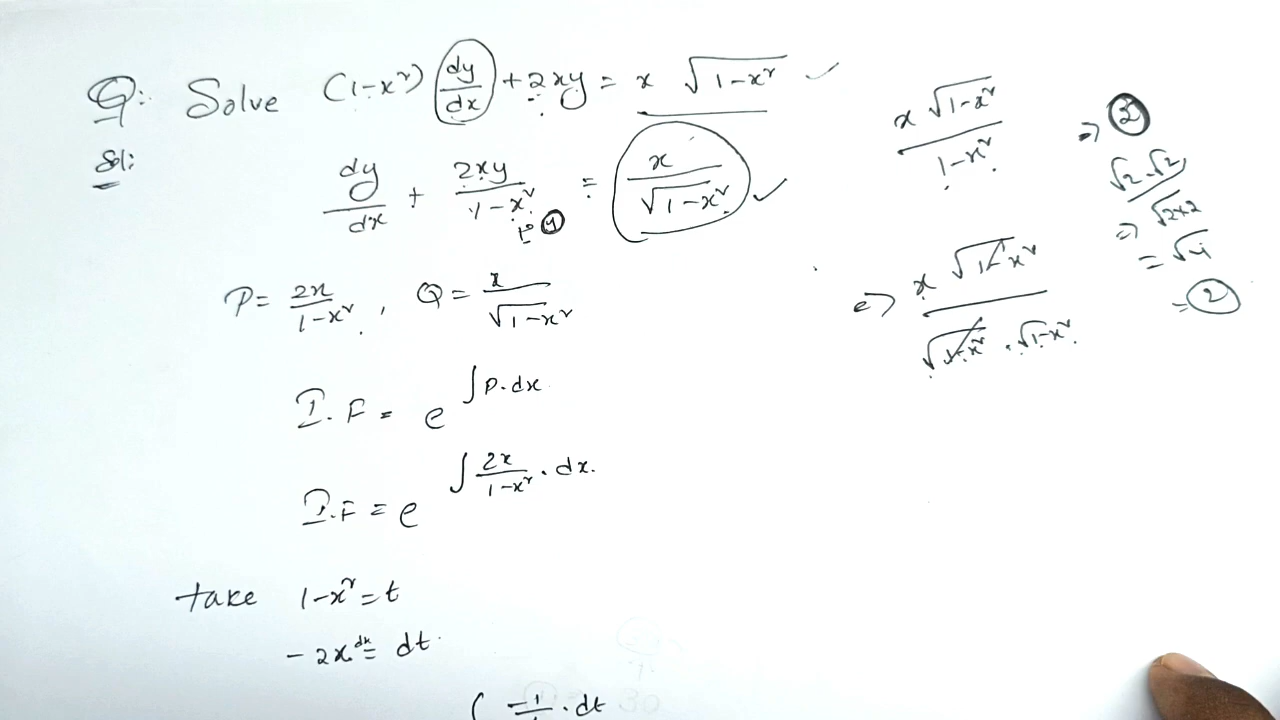 Q: Solve (1-x²) dy/dx + 2xy = x √1-x²
Sol: dy/dx + 2xy/1-x² = x/√1-x²
P = 2x/1-x² , Q = x/√1-x²
I.F = e^∫P.dx
I.F = e^∫2x/1-x² . dx.
take 1-x² = t
-2x dx = dt.
x √1-x² / 1-x²
=> x √1-x² / √1-x² . √1-x²
=> 2
√2.√2
=> √2×2
= √4
= 2